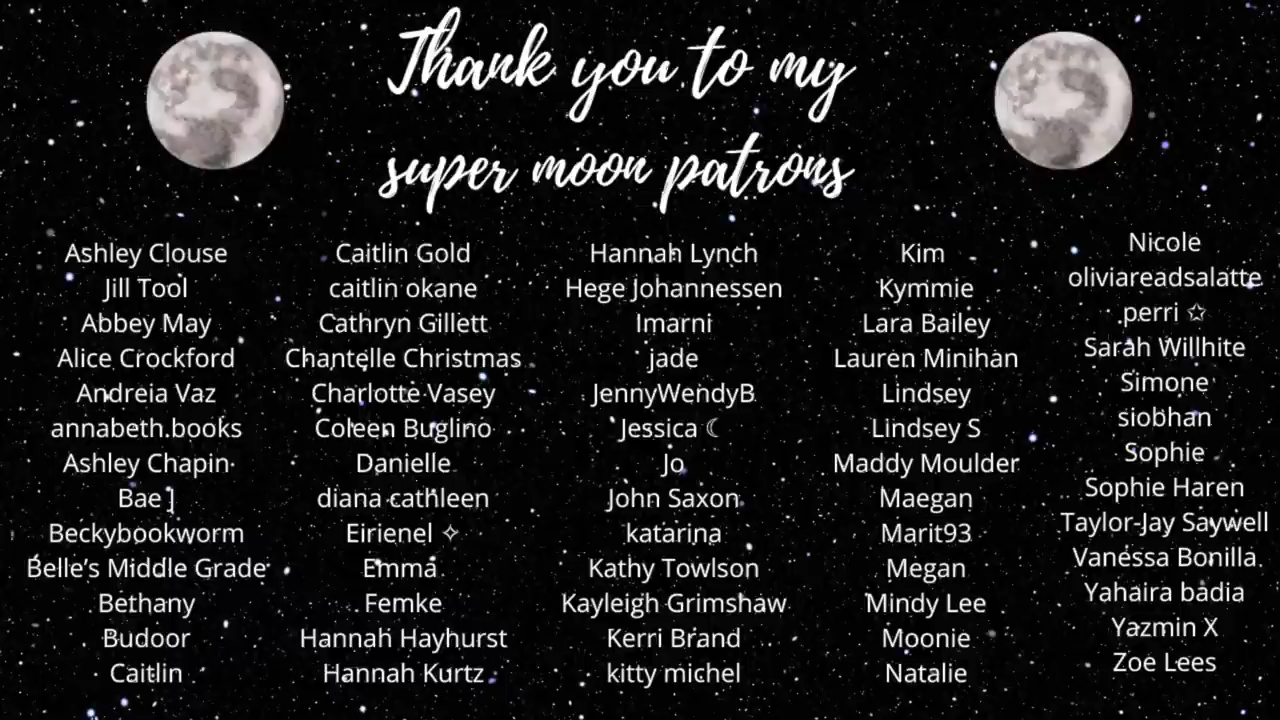 Thank you to my
super moon patrons
Ashley Clouse
Jill Tool
Abbey May
Alice Crockford
Andreia Vaz
annabeth.books
Ashley Chapin
Bae J
Beckybookworm
Belle’s Middle Grade
Bethany
Budoor
Caitlin
Caitlin Gold
caitlin okane
Cathryn Gillett
Chantelle Christmas
Charlotte Vasey
Coleen Buglino
Danielle
diana cathleen
Eirienel ✧
Emma
Femke
Hannah Hayhurst
Hannah Kurtz
Hannah Lynch
Hege Johannessen
Imarni
jade
JennyWendyB
Jessica ☾
Jo
John Saxon
katarina
Kathy Towlson
Kayleigh Grimshaw
Kerri Brand
kitty michel
Kim
Kymmie
Lara Bailey
Lauren Minihan
Lindsey
Lindsey S
Maddy Moulder
Maegan
Marit93
Megan
Mindy Lee
Moonie
Natalie
Nicole
oliviareadsalatte
perri ✩
Sarah Willhite
Simone
siobhan
Sophie
Sophie Haren
Taylor-Jay Saywell
Vanessa Bonilla
Yahaira badia
Yazmin X
Zoe Lees